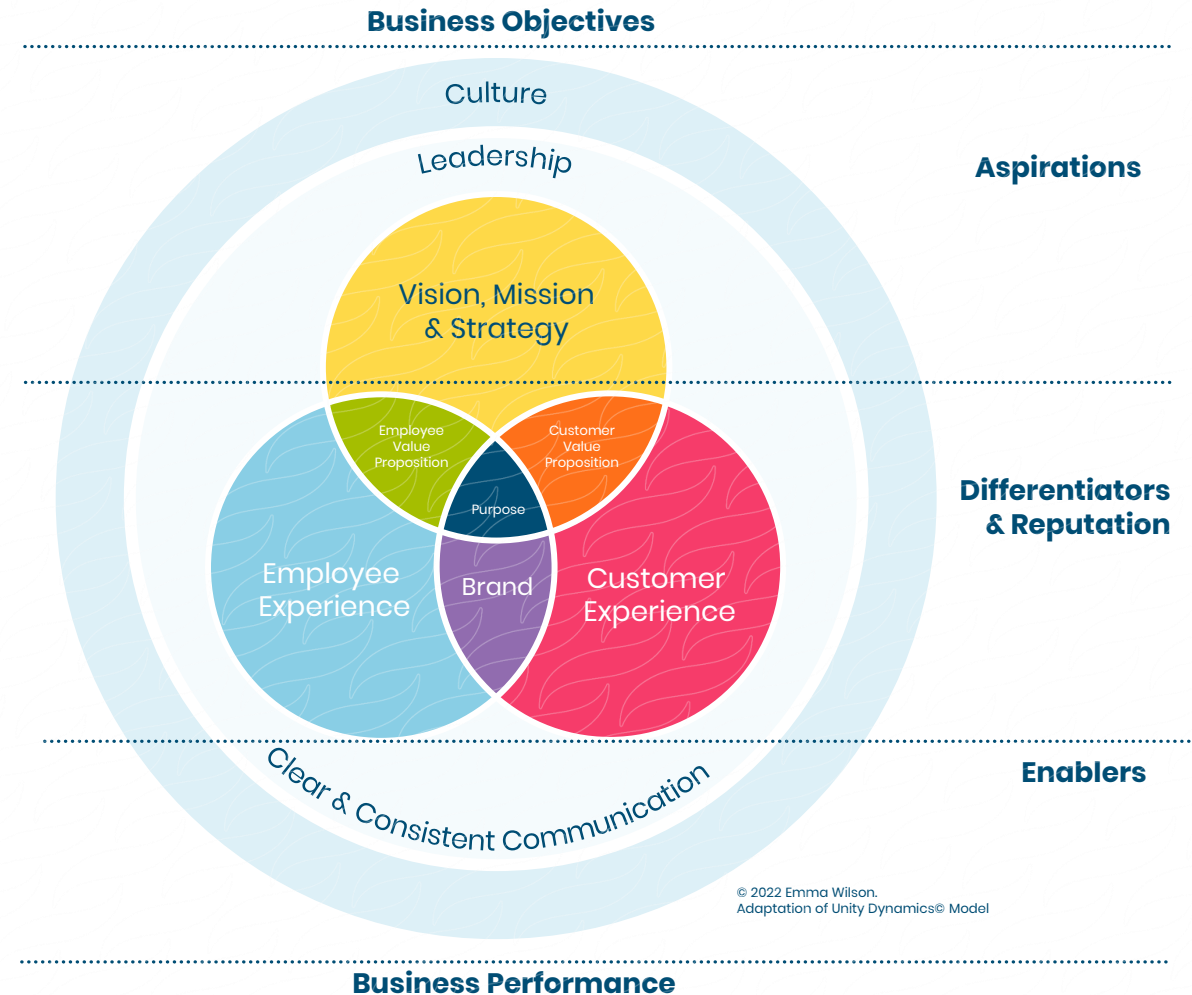 Business Objectives
Culture
Leadership
Aspirations
Vision, Mission
& Strategy
Employee
Value
Proposition
Customer
Value
Proposition
Purpose
Differentiators
& Reputation
Employee
Experience
Brand
Customer
Experience
Enablers
Clear & Consistent Communication
© 2022 Emma Wilson.
Adaptation of Unity Dynamics© Model
Business Performance